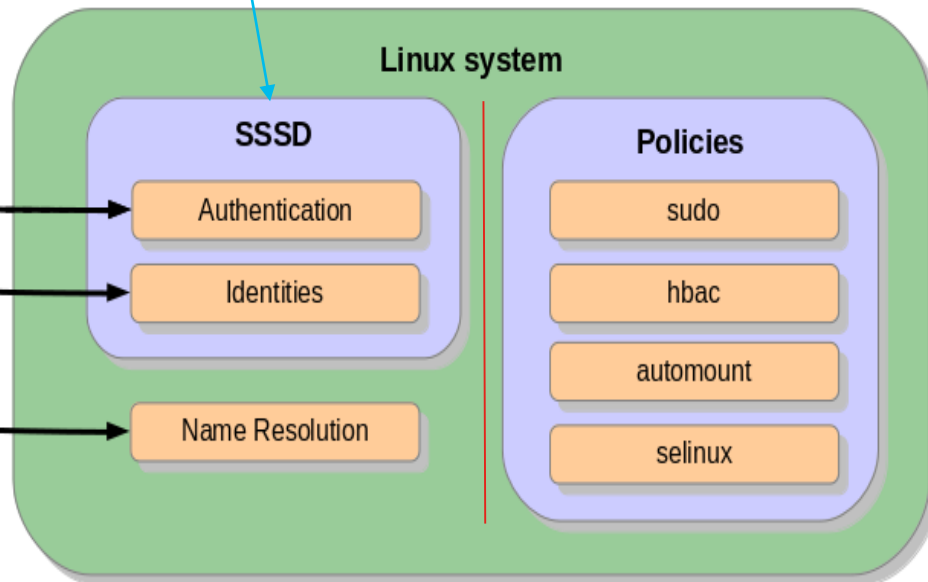 Linux system
SSSD
Authentication
Identities
Name Resolution
Policies
sudo
hbac
automount
selinux